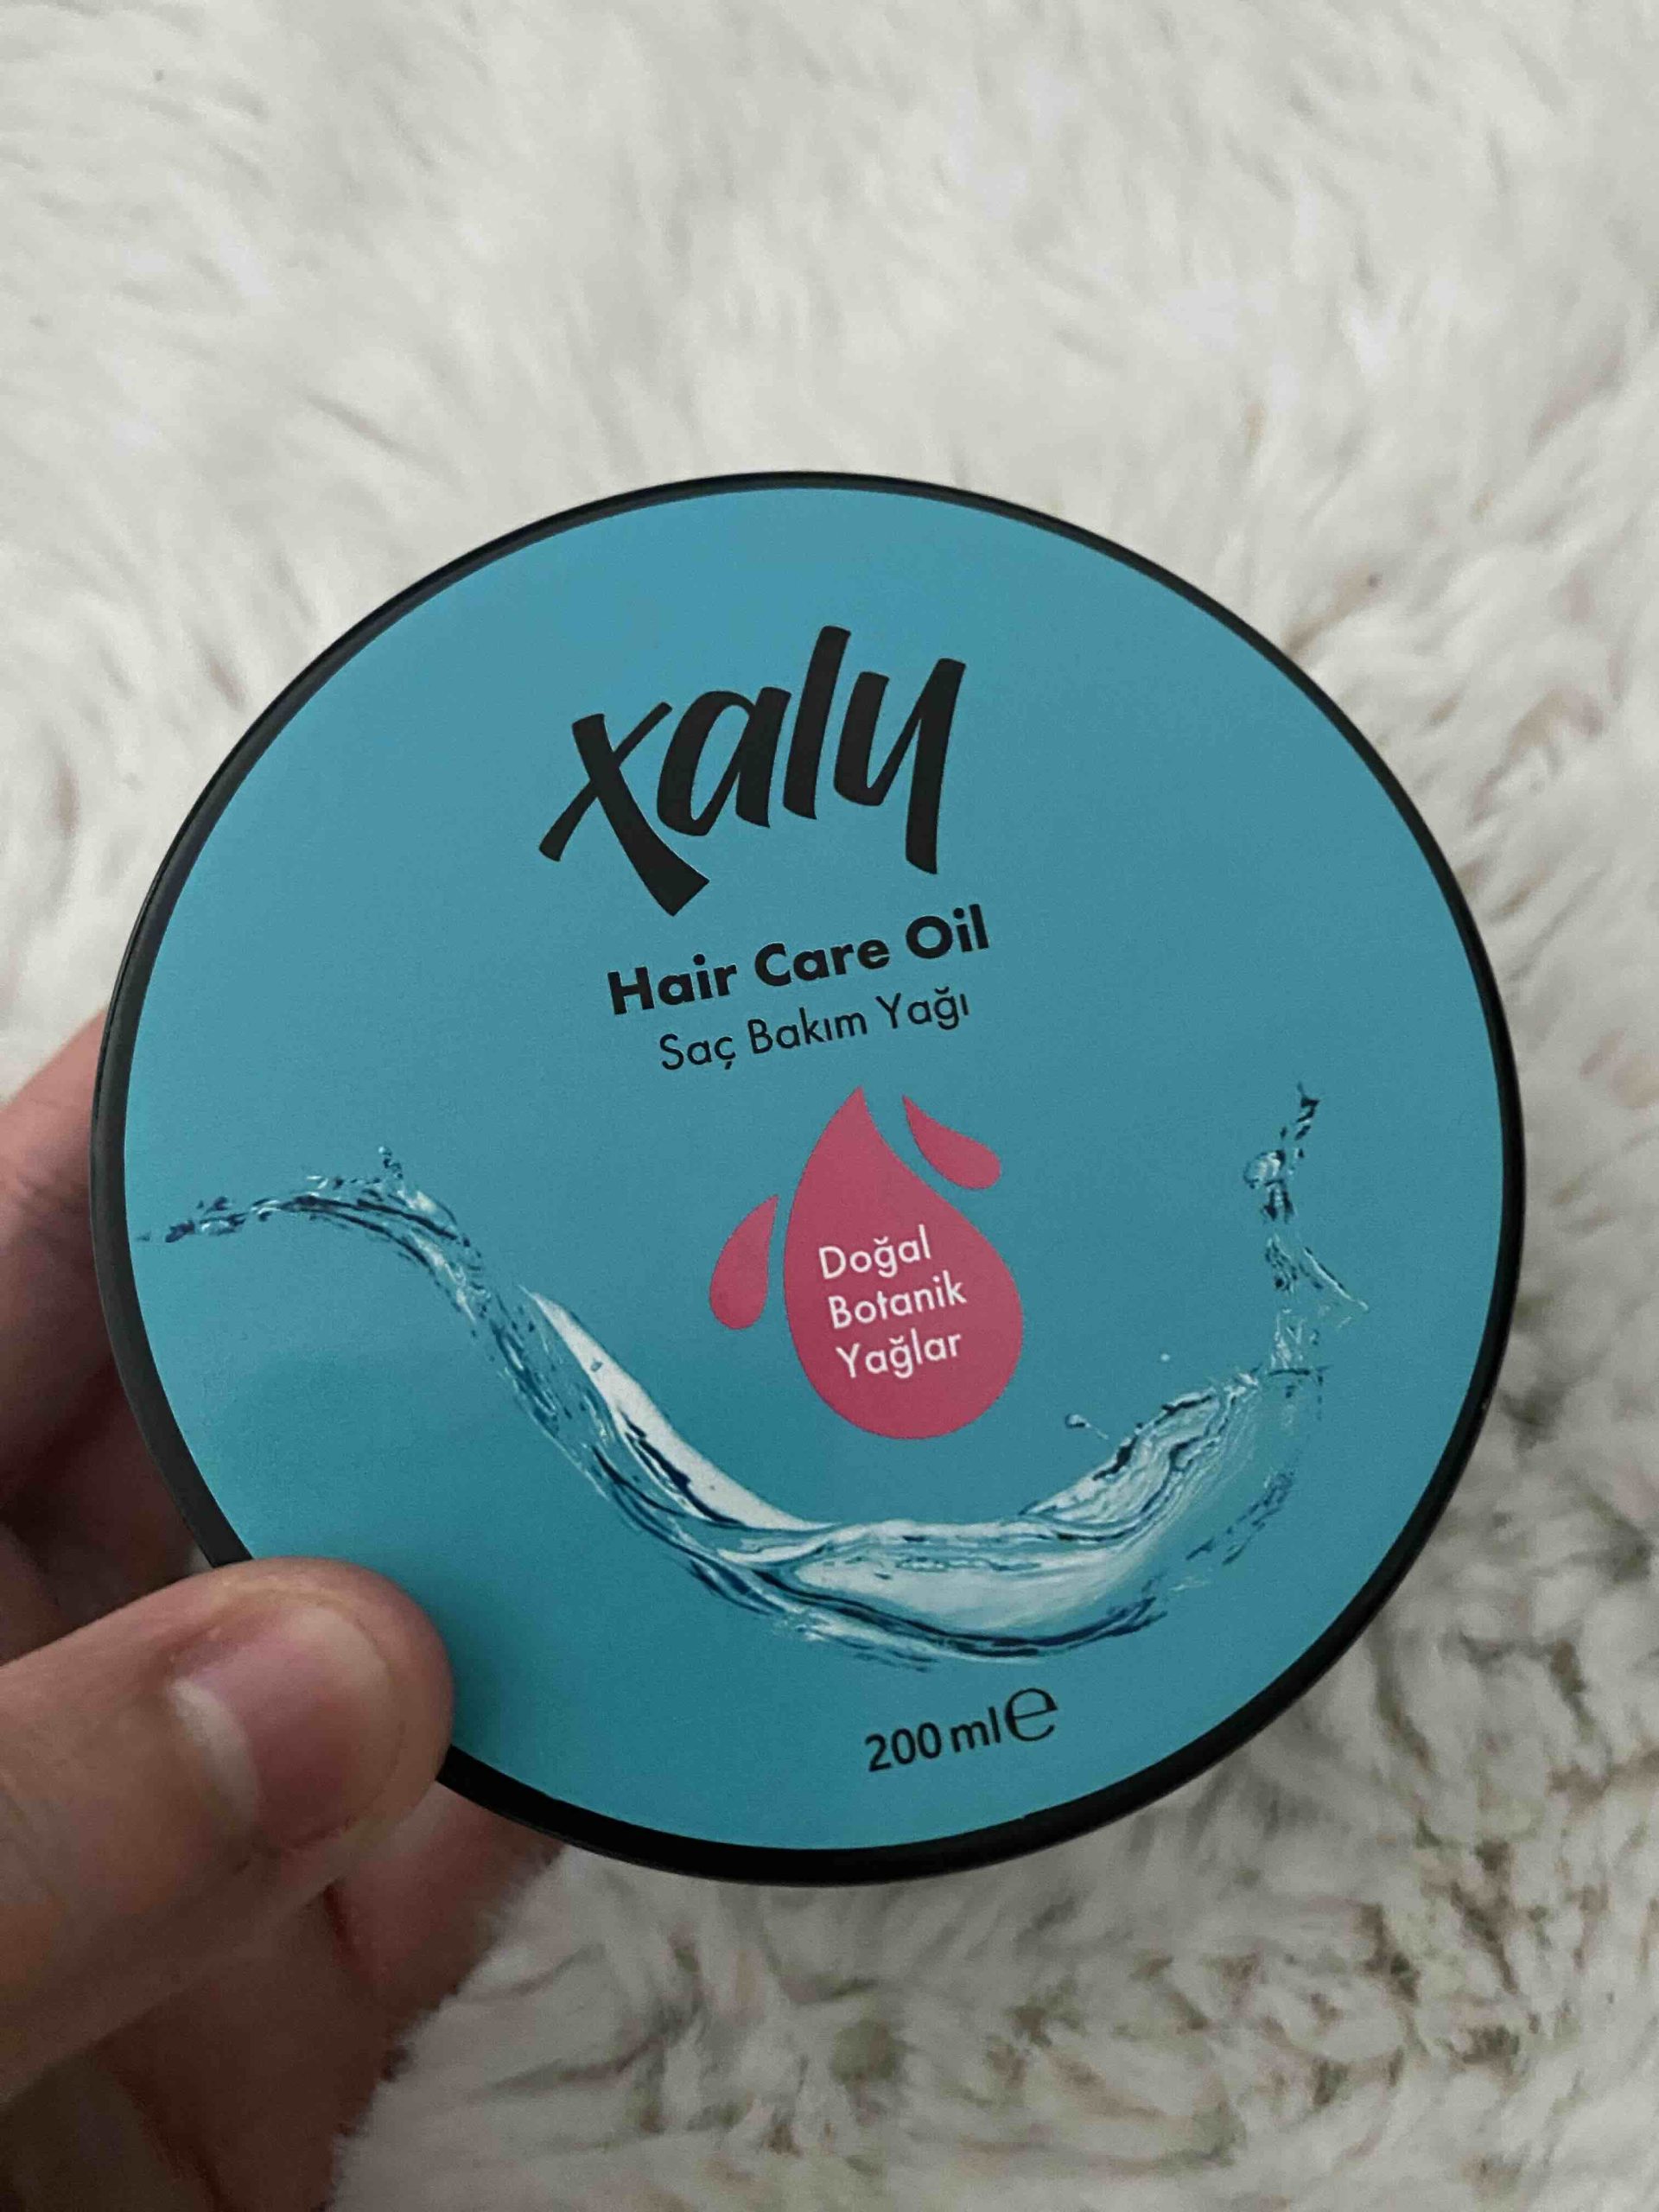 xaly
Hair Care Oil
Saç Bakım Yağı
Doğal
Botanik
Yağlar
200 ml ℮